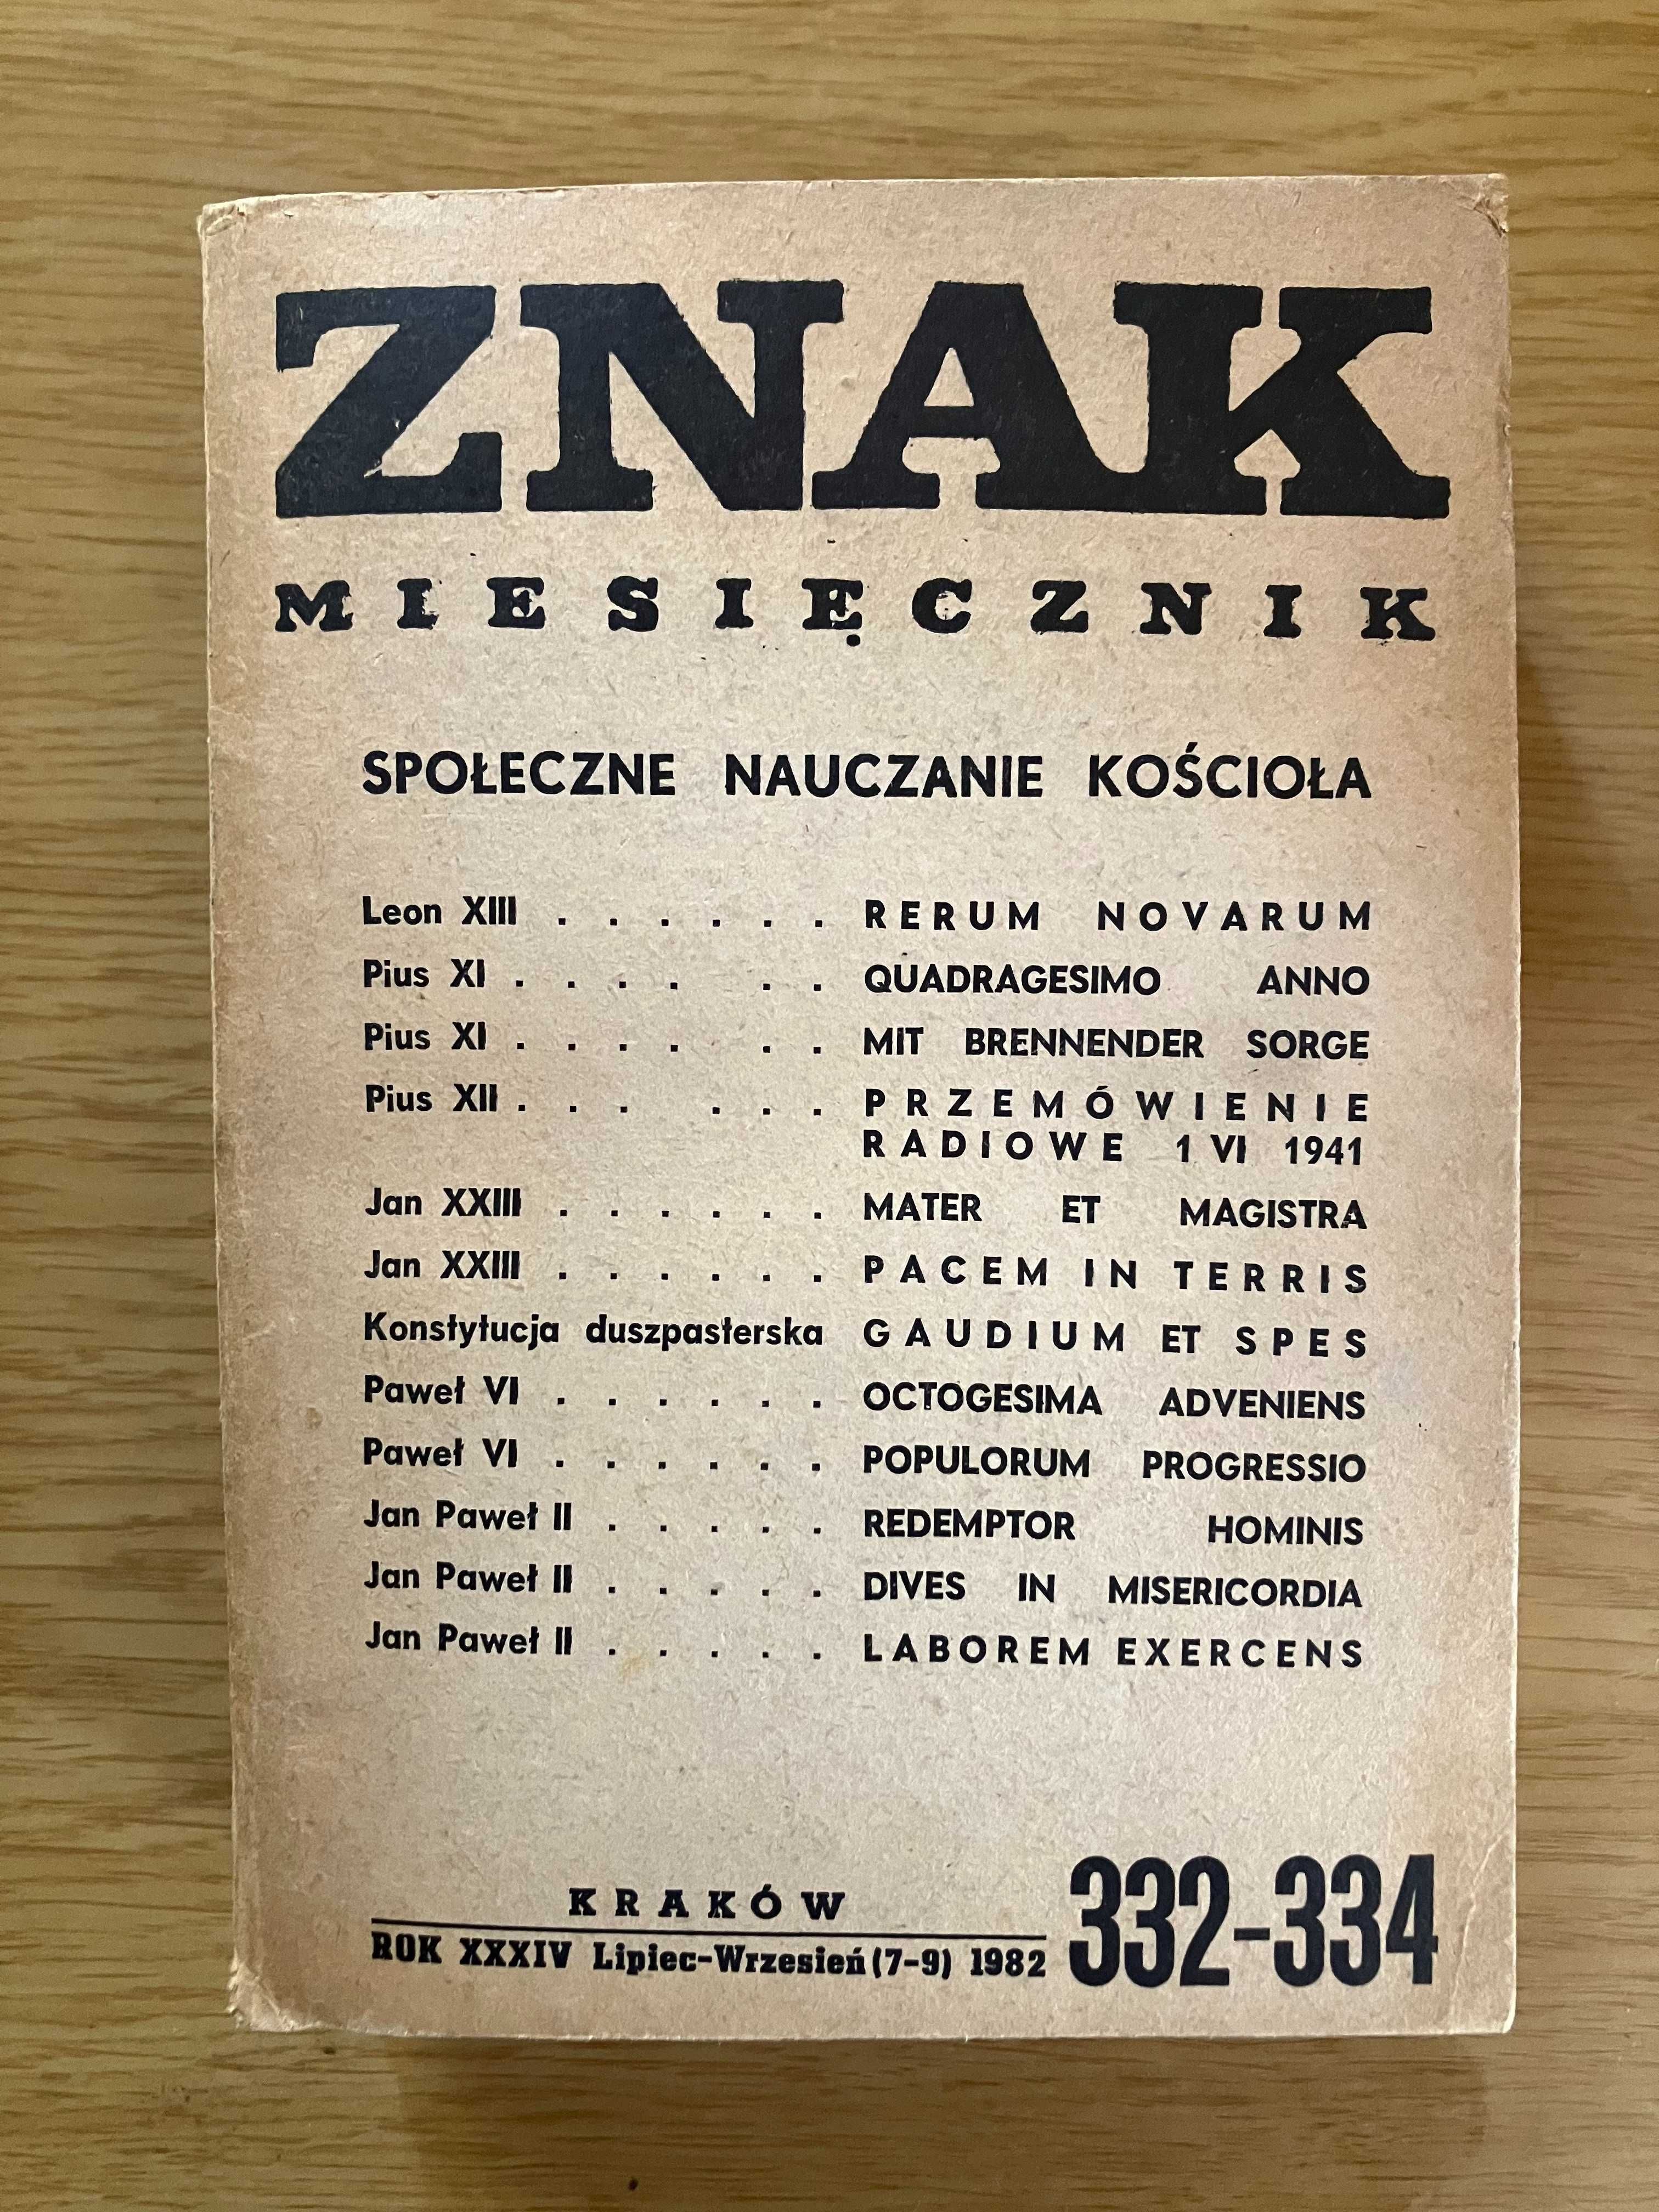 ZNAK
MIESIĘCZNIK
SPOŁECZNE NAUCZANIE KOŚCIOŁA
Leon XIII . . . . . . RERUM NOVARUM
Pius XI . . . . . . QUADRAGESIMO ANNO
Pius XI . . . . . . MIT BRENNENDER SORGE
Pius XII . . . . . . PRZEMÓWIENIE
RADIOWE 1 VI 1941
Jan XXIII . . . . . . MATER ET MAGISTRA
Jan XXIII . . . . . . PACEM IN TERRIS
Konstytucja duszpasterska GAUDIUM ET SPES
Paweł VI . . . . . . OCTOGESIMA ADVENIENS
Paweł VI . . . . . . POPULORUM PROGRESSIO
Jan Paweł II . . . . . REDEMPTOR HOMINIS
Jan Paweł II . . . . . DIVES IN MISERICORDIA
Jan Paweł II . . . . . LABOREM EXERCENS
KRAKÓW
ROK XXXIV Lipiec-Wrzesień (7-9) 1982
332-334